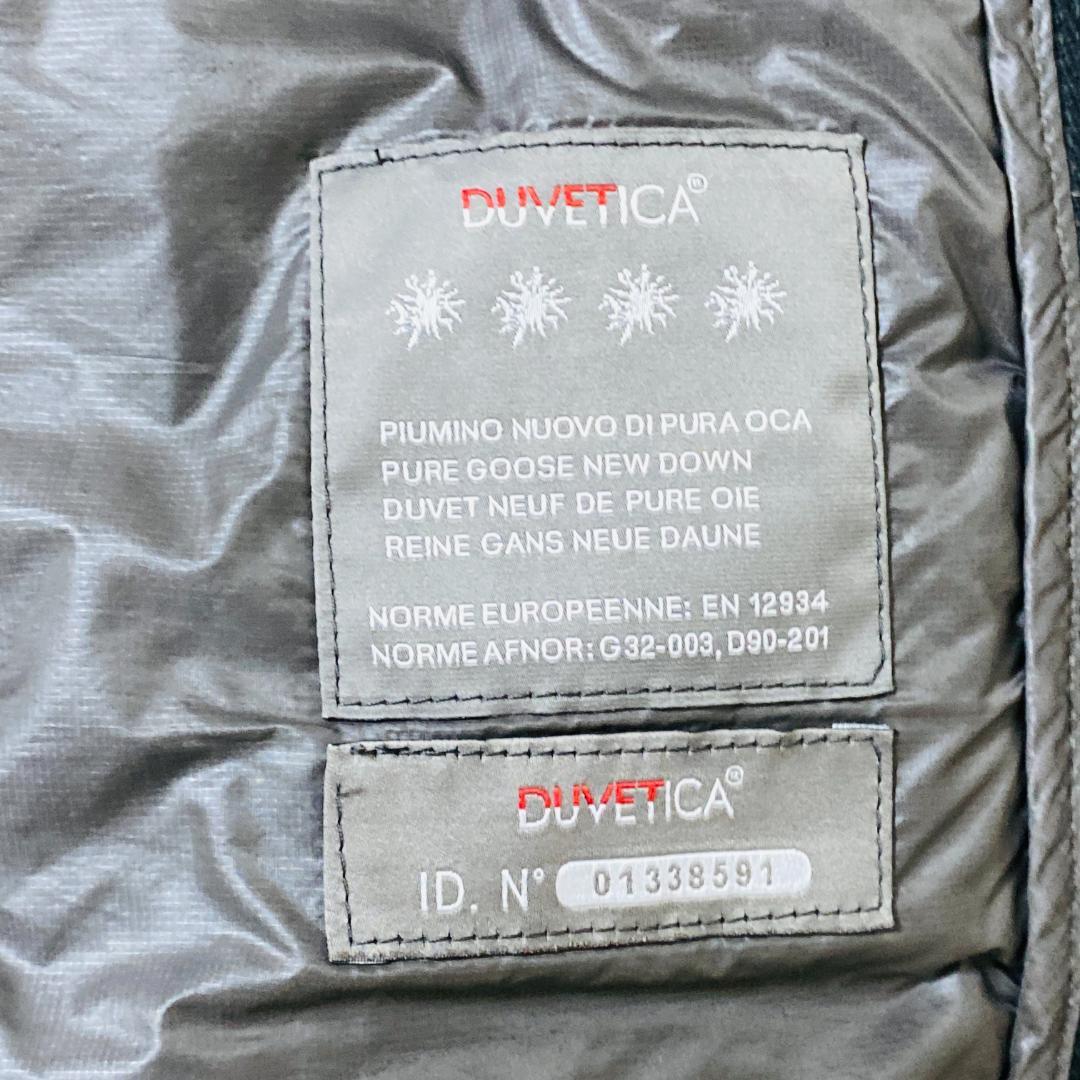 DUVETICA®
PIUMINO NUOVO DI PURA OCA
PURE GOOSE NEW DOWN
DUVET NEUF DE PURE OIE
REINE GANS NEUE DAUNE
NORME EUROPEENNE: EN 12934
NORME AFNOR: G32-003, D90-201
DUVETICA®
ID. N° 01338591